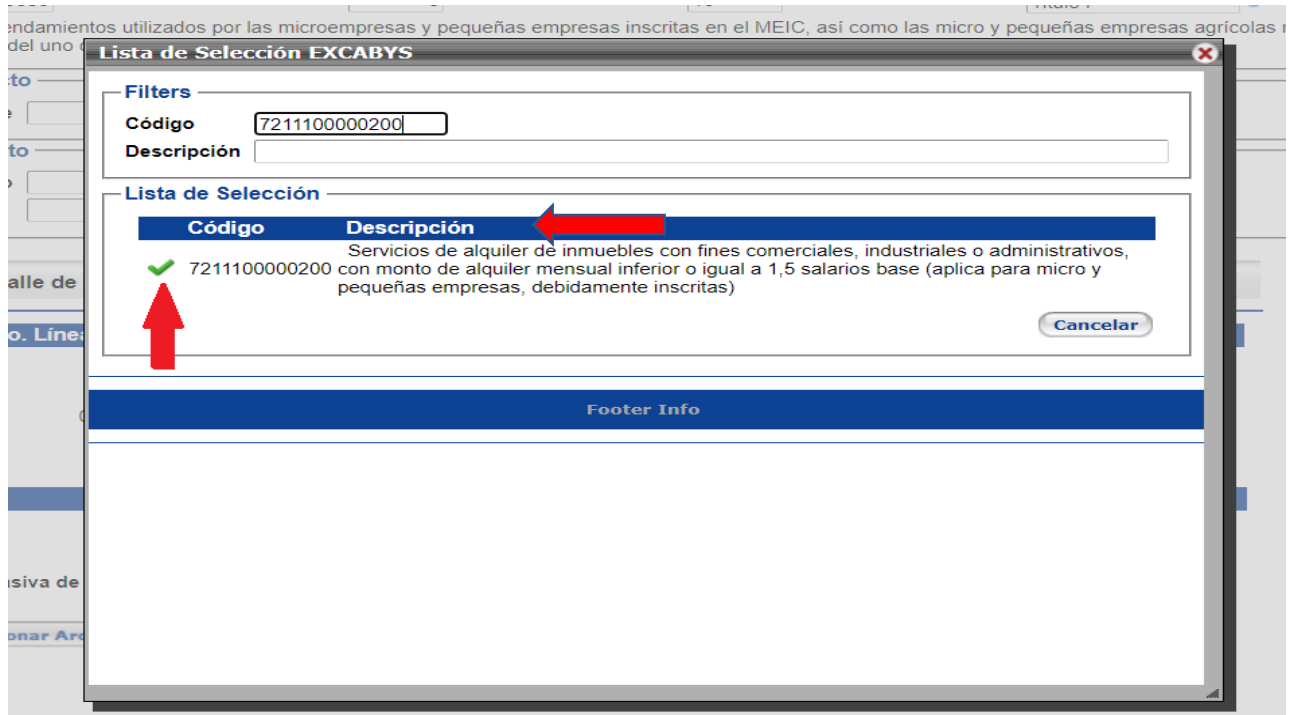 endamientos utilizados por las microempresas y pequeñas empresas inscritas en el MEIC, así como las micro y pequeñas empresas agrícolas
del uno
Lista de Selección EXCABYS
Filters
Código 7211100000200
Descripción
Lista de Selección
Código Descripción
Servicios de alquiler de inmuebles con fines comerciales, industriales o administrativos,
7211100000200 con monto de alquiler mensual inferior o igual a 1,5 salarios base (aplica para micro y
pequeñas empresas, debidamente inscritas)
alle de
o. Líne
Cancelar
Footer Info
siva de
onar Arc